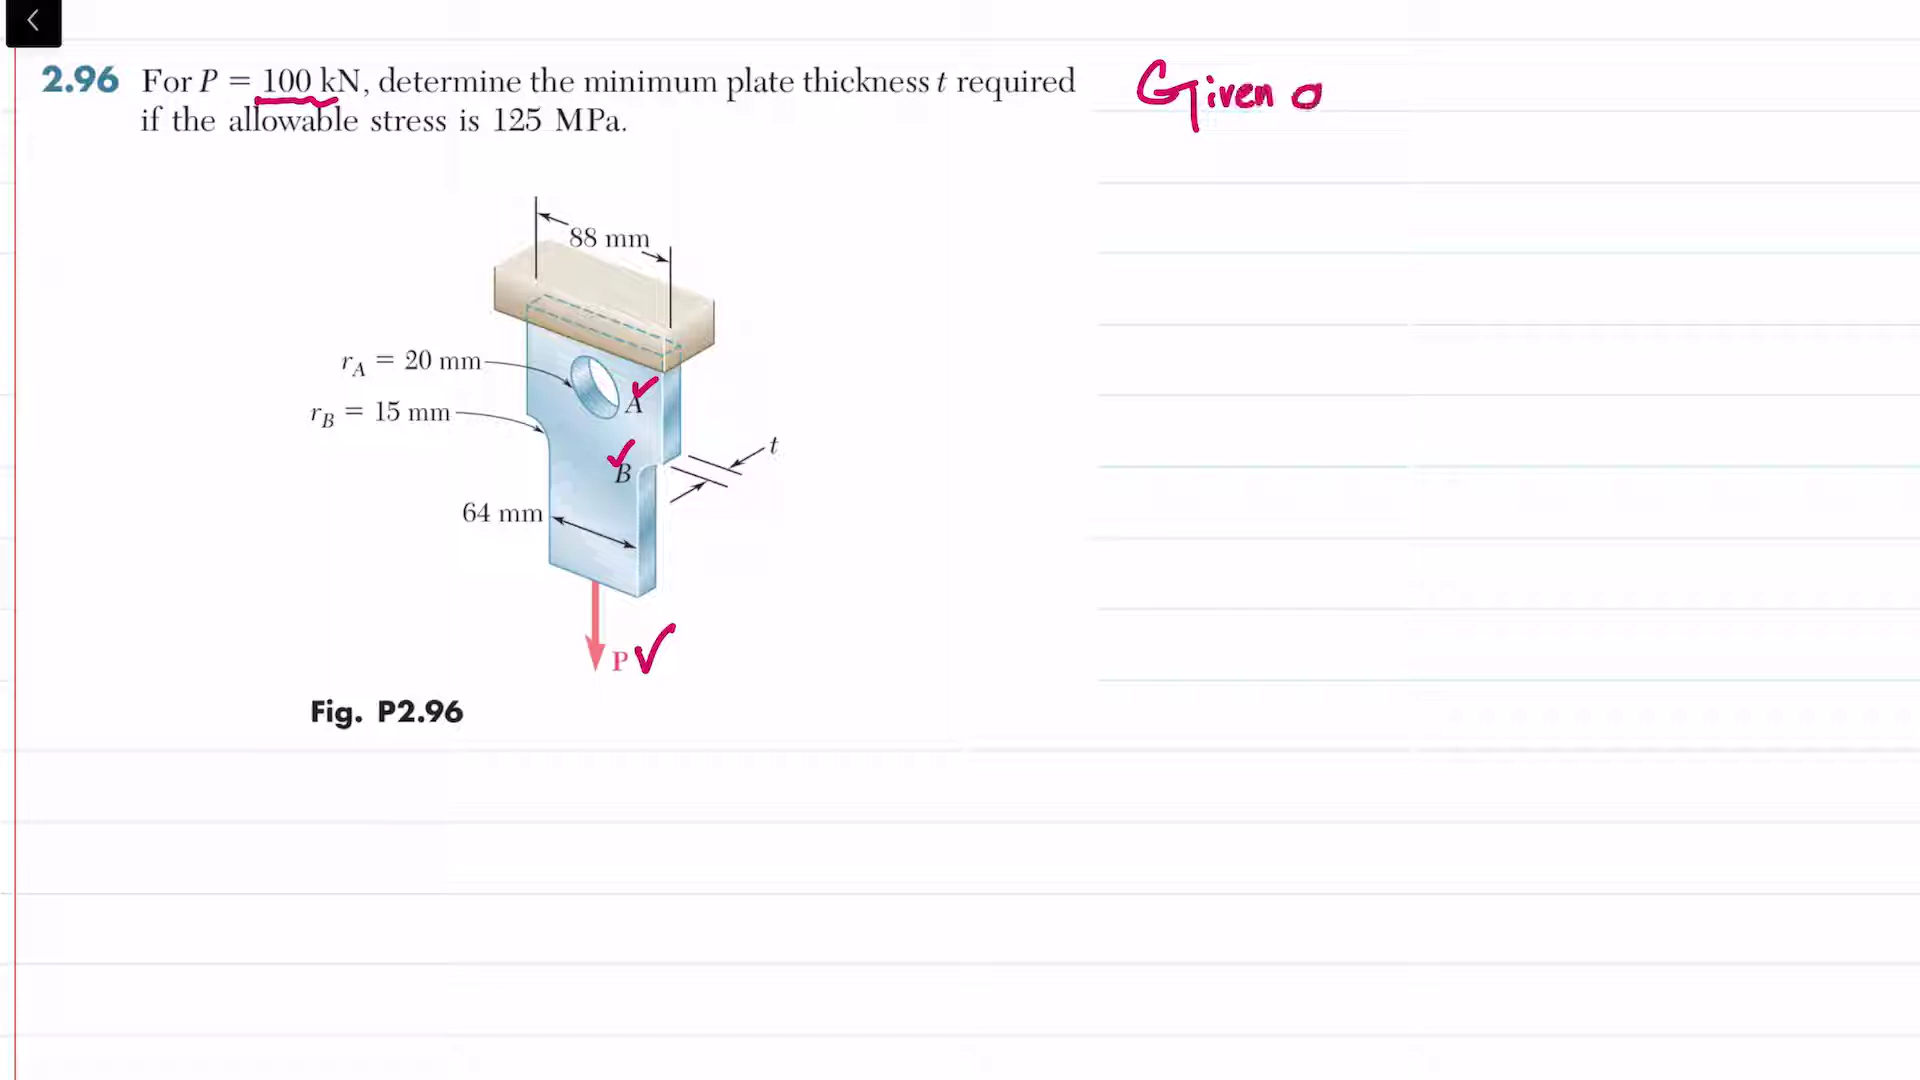 2.96 For P = 100 kN, determine the minimum plate thickness t required
if the allowable stress is 125 MPa.
Given
88 mm
r_A = 20 mm
A
r_B = 15 mm
t
B
64 mm
P
Fig. P2.96